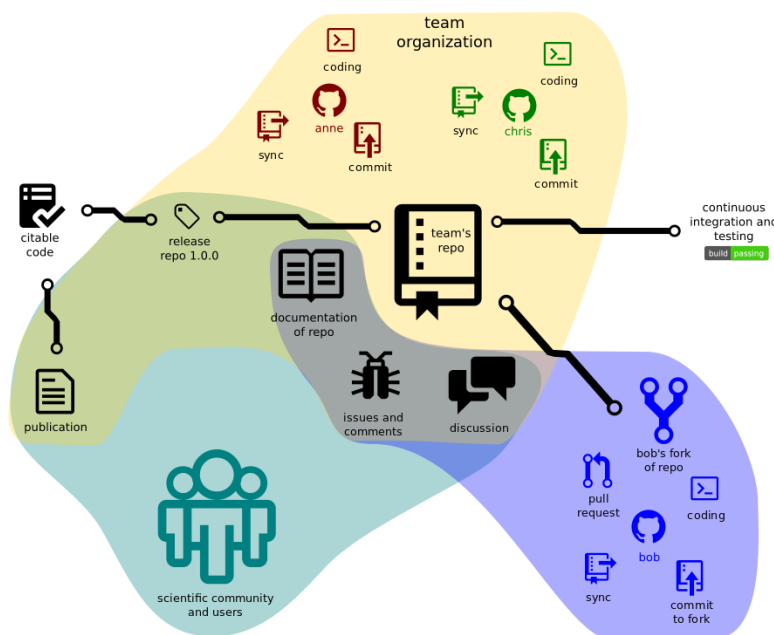 team
organization
coding
coding
anne
sync
commit
sync
chris
commit
citable
code
release
repo 1.0.0
team's
repo
continuous
integration and
testing
build passing
documentation
of repo
publication
issues and
comments
discussion
bob's fork
of repo
pull
request
coding
bob
sync
commit
to fork
scientific community
and users